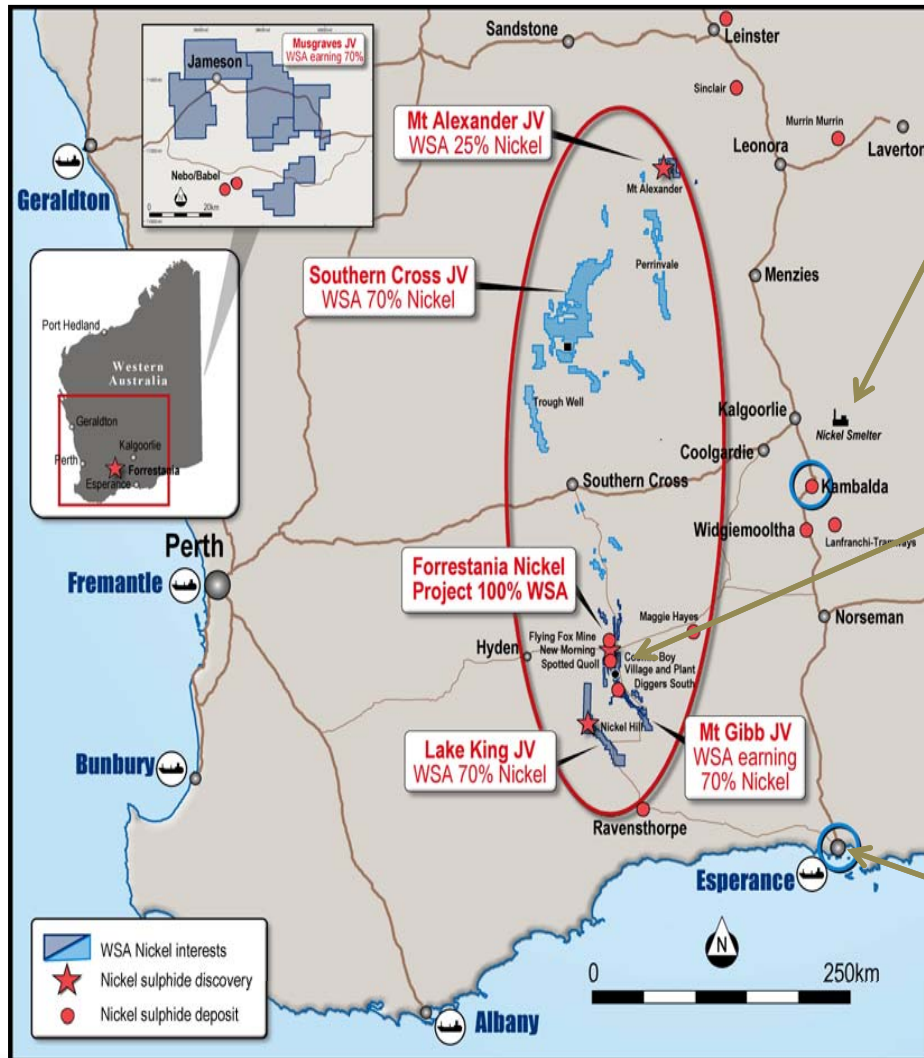 Musgraves JV
WSA earning 70%
Jameson
Nebo/Babel
N
0 20km
Sandstone
Leinster
Sinclair
Murrin Murrin
Laverton
Leonora
Mt Alexander JV
WSA 25% Nickel
Mt Alexander
Geraldton
Perrinvale
Menzies
Southern Cross JV
WSA 70% Nickel
Port Hedland
Western
Australia
Geraldton
Kalgoorlie
Perth
Forrestania
Esperance
Trough Well
Kalgoorlie
Nickel Smelter
Coolgardie
Southern Cross
Kambalda
Widgiemooltha
Lanfranchi-Tramways
Perth
Fremantle
Forrestania Nickel
Project 100% WSA
Maggie Hayes
Norseman
Hyden
Flying Fox Mine
New Morning
Spotted Quoll
Boy
Village and Plant
Diggers South
Nickel Hill
Mt Gibb JV
WSA earning
70% Nickel
Lake King JV
WSA 70% Nickel
Bunbury
Ravensthorpe
Esperance
WSA Nickel interests
Nickel sulphide discovery
Nickel sulphide deposit
Albany
N
0 250km